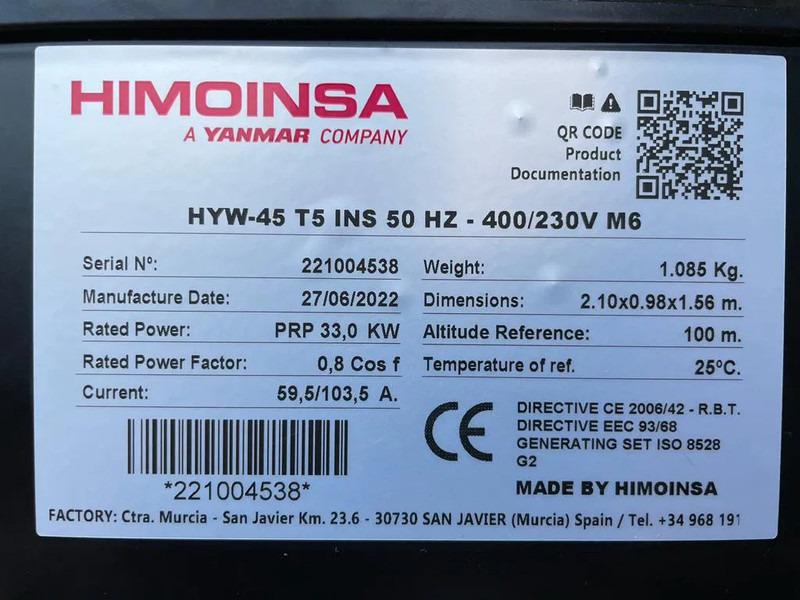 HIMOINSA
A YANMAR COMPANY
QR CODE
Product
Documentation
HYW-45 T5 INS 50 HZ - 400/230V M6
Serial Nº: 221004538
Manufacture Date: 27/06/2022
Rated Power: PRP 33,0 KW
Rated Power Factor: 0,8 Cos f
Current: 59,5/103,5 A.
Weight: 1.085 Kg.
Dimensions: 2.10x0.98x1.56 m.
Altitude Reference: 100 m.
Temperature of ref. 25ºC.
*221004538*
CE
DIRECTIVE CE 2006/42 - R.B.T.
DIRECTIVE EEC 93/68
GENERATING SET ISO 8528
G2
MADE BY HIMOINSA
FACTORY: Ctra. Murcia - San Javier Km. 23.6 - 30730 SAN JAVIER (Murcia) Spain / Tel. +34 968 191